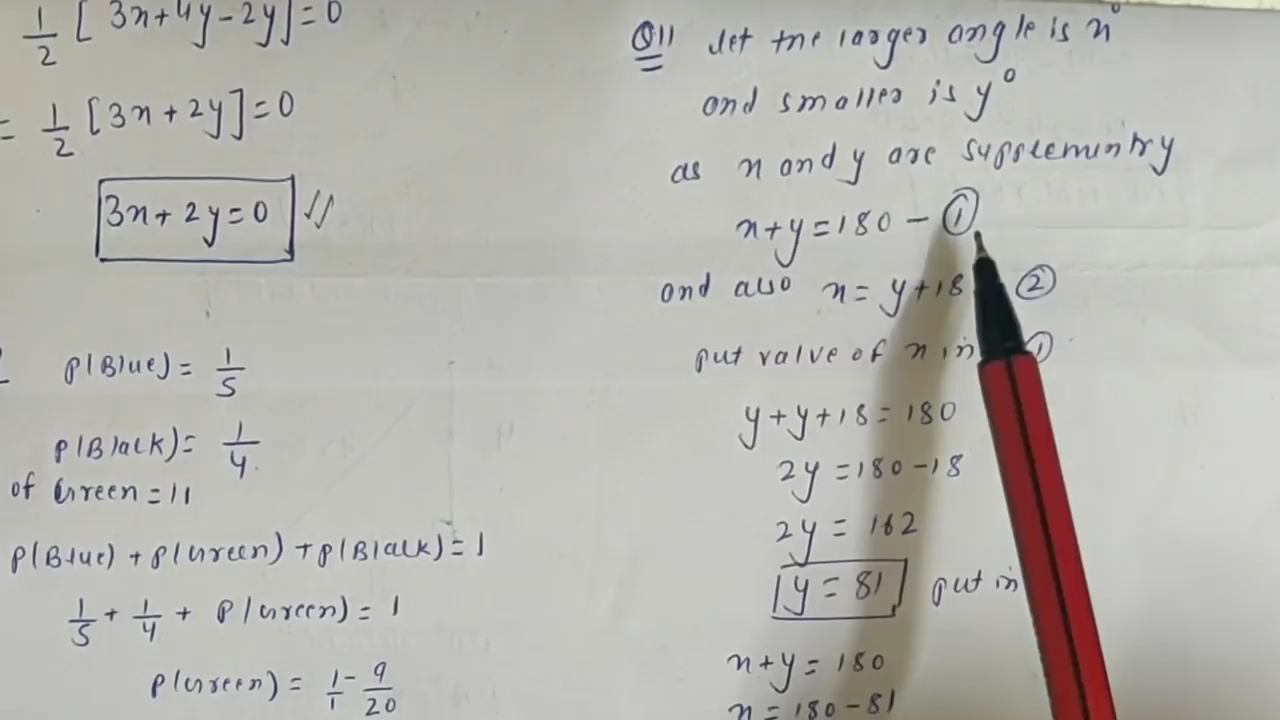 1/2 [3x+4y-2y]=0
= 1/2 [3x+2y]=0
3x+2y=0
P(Blue)= 1/5
P(Black)= 1/4
of Green=11
P(Blue)+P(Green)+P(Black)=1
1/5 + 1/4 + P(Green)=1
P(Green)= 1/1 - 9/20
Q11 Let the larger angle is x°
and smaller is y°
as x and y are supplemintry
x+y=180 - ①
and also x= y+18 ②
put value of x in ①
y+y+18=180
2y=180-18
2y= 162
y=81 put in
x+y=180
x=180-81